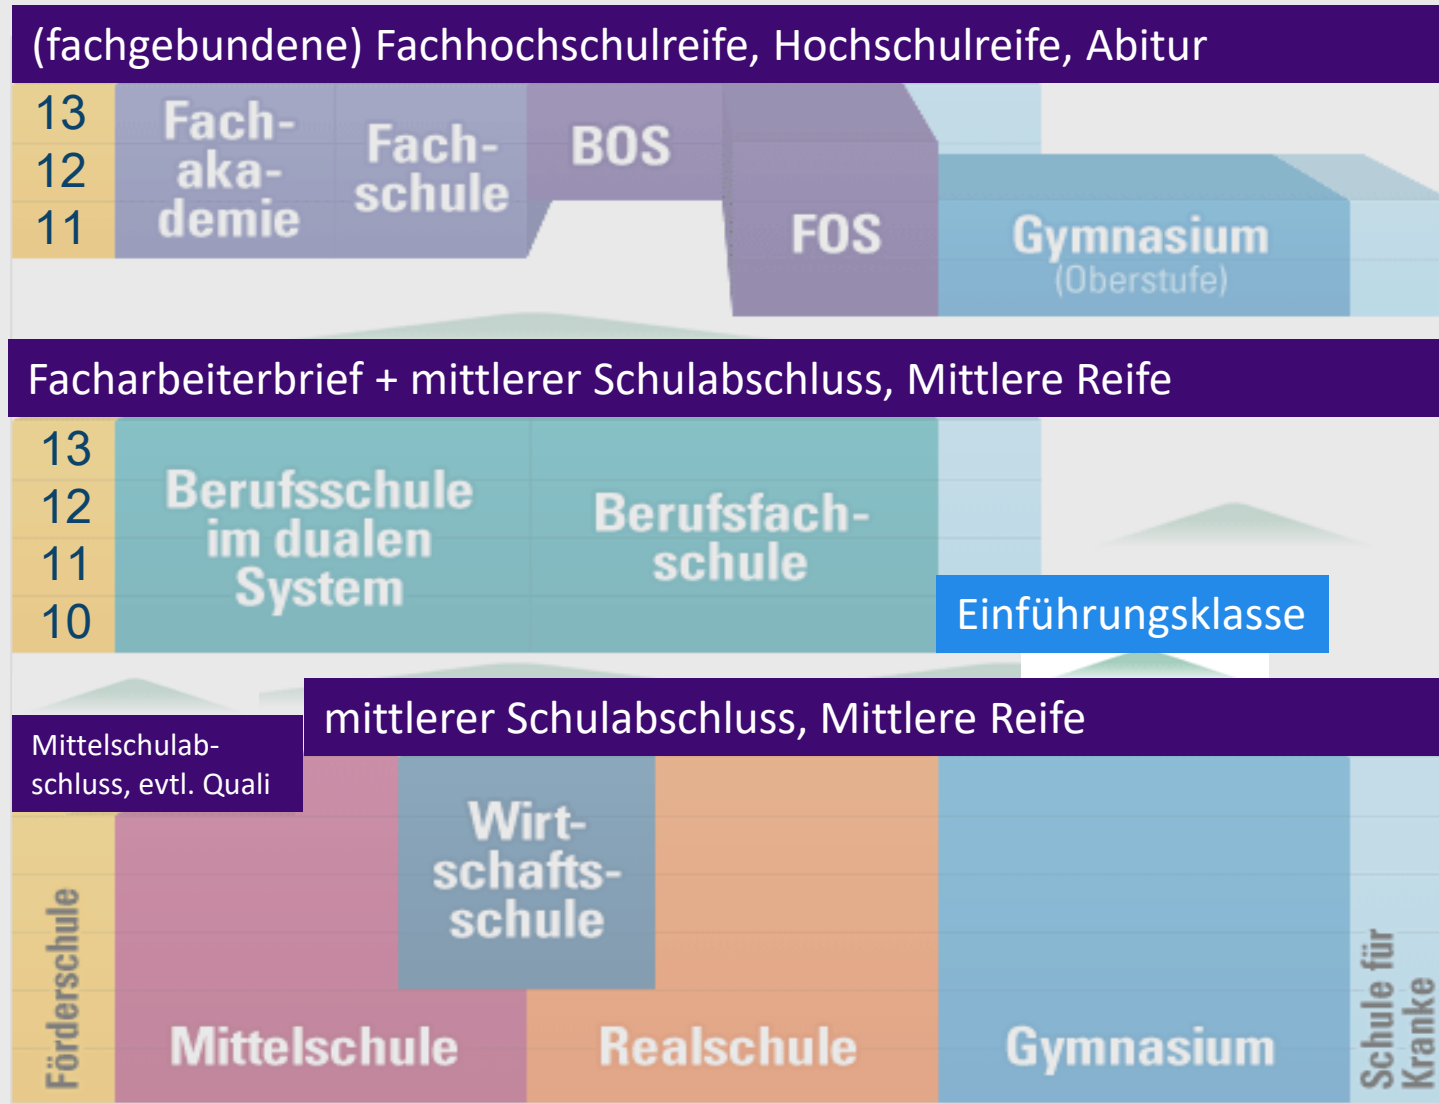 (fachgebundene) Fachhochschulreife, Hochschulreife, Abitur
13
12
11
Fach-
aka-
demie
Fach-
schule
BOS
FOS
Gymnasium
(Oberstufe)
Facharbeiterbrief + mittlerer Schulabschluss, Mittlere Reife
13
12
11
10
Berufsschule
im dualen
System
Berufsfach-
schule
Einführungsklasse
mittlerer Schulabschluss, Mittlere Reife
Mittelschulab-
schluss, evtl. Quali
Förderschule
Mittelschule
Wirt-
schafts-
schule
Realschule
Gymnasium
Schule für
Kranke